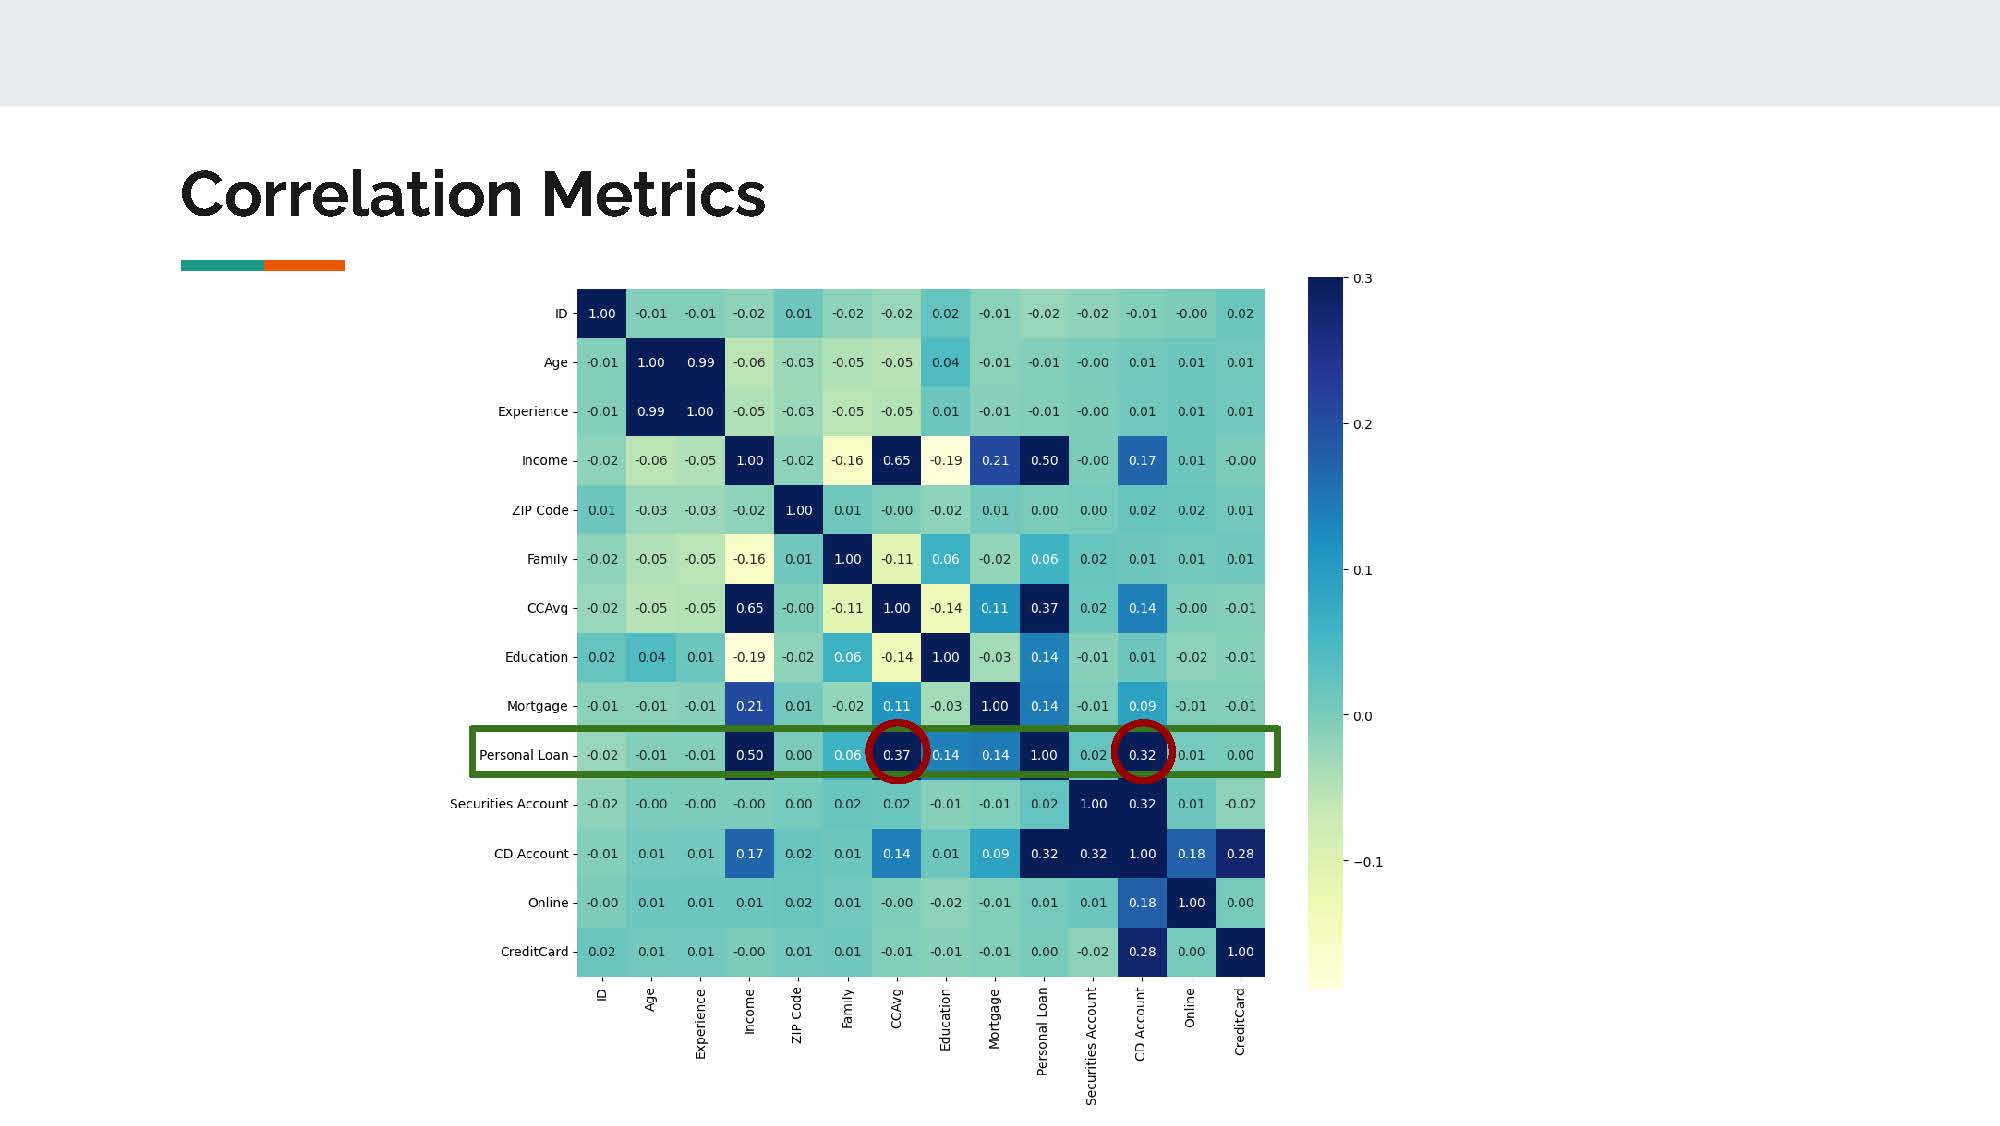 Correlation Metrics
0.3
ID 1.00 -0.01 -0.01 -0.02 0.01 -0.02 -0.02 0.02 -0.01 -0.02 -0.02 -0.01 -0.00 0.02
Age -0.01 1.00 0.99 -0.06 -0.03 -0.05 -0.05 0.04 -0.01 -0.01 -0.00 0.01 0.01 0.01
Experience -0.01 0.99 1.00 -0.05 -0.03 -0.05 -0.05 0.01 -0.01 -0.01 -0.00 0.01 0.01 0.01
0.2
Income -0.02 -0.06 -0.05 1.00 -0.02 -0.16 0.65 -0.19 0.21 0.50 -0.00 0.17 0.01 -0.00
ZIP Code 0.01 -0.03 -0.03 -0.02 1.00 0.01 -0.00 -0.02 0.01 0.00 0.00 0.02 0.02 0.01
Family -0.02 -0.05 -0.05 -0.16 0.01 1.00 -0.11 0.06 -0.02 0.06 0.02 0.01 0.01 0.01
0.1
CCAvg -0.02 -0.05 -0.05 0.65 -0.00 -0.11 1.00 -0.14 0.11 0.37 0.02 0.14 -0.00 -0.01
Education 0.02 0.04 0.01 -0.19 -0.02 0.06 -0.14 1.00 -0.03 0.14 -0.01 0.01 -0.02 -0.01
Mortgage -0.01 -0.01 -0.01 0.21 0.01 -0.02 0.11 -0.03 1.00 0.14 -0.01 0.09 -0.01 -0.01
0.0
Personal Loan -0.02 -0.01 -0.01 0.50 0.00 0.06 0.37 0.14 0.14 1.00 0.02 0.32 0.01 0.00
Securities Account -0.02 -0.00 -0.00 -0.00 0.00 0.02 0.02 -0.01 -0.01 0.02 1.00 0.32 0.01 -0.02
CD Account -0.01 0.01 0.01 0.17 0.02 0.01 0.14 0.01 0.09 0.32 0.32 1.00 0.18 0.28
−0.1
Online -0.00 0.01 0.01 0.01 0.02 0.01 -0.00 -0.02 -0.01 0.01 0.01 0.18 1.00 0.00
CreditCard 0.02 0.01 0.01 -0.00 0.01 0.01 -0.01 -0.01 -0.01 0.00 -0.02 0.28 0.00 1.00
ID
Age
Experience
Income
ZIP Code
Family
CCAvg
Education
Mortgage
Personal Loan
Securities Account
CD Account
Online
CreditCard